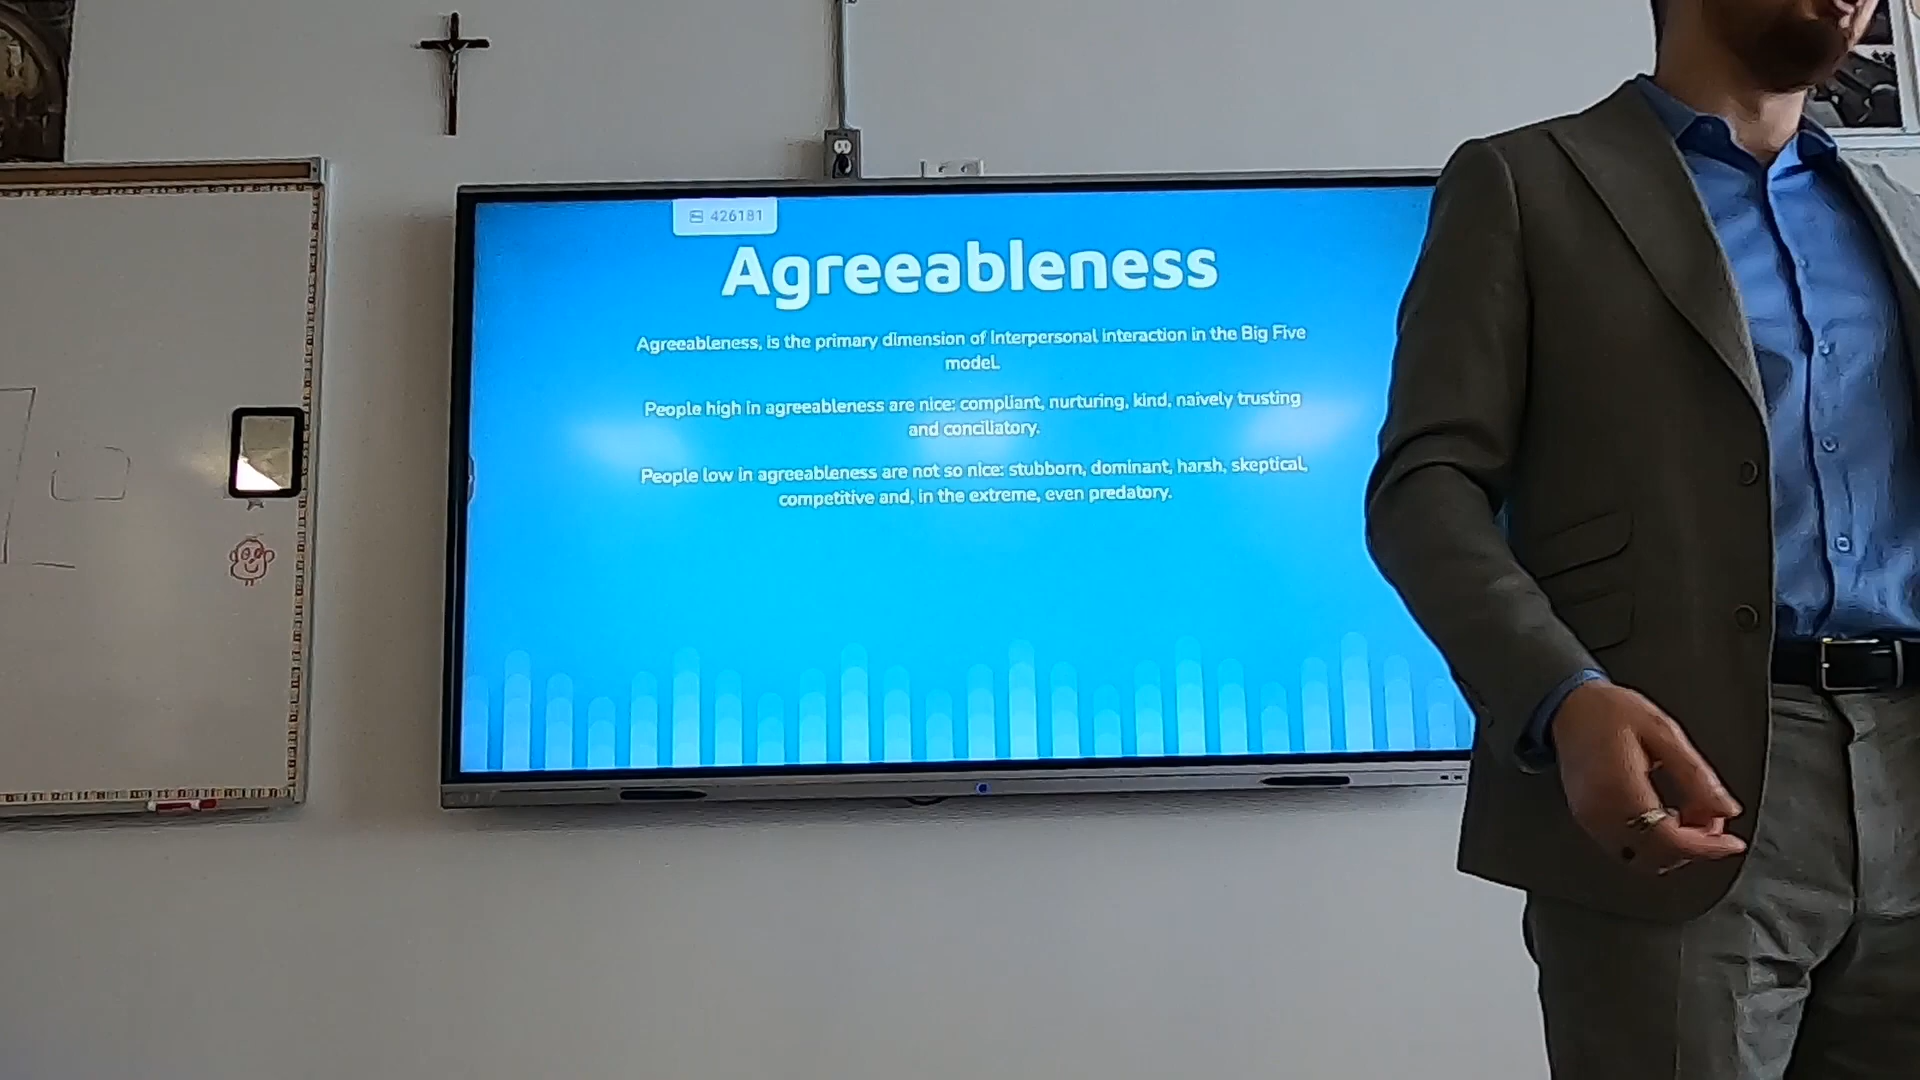 426181
Agreeableness
Agreeableness, is the primary dimension of Interpersonal interaction in the Big Five
model.
People high in agreeableness are nice: compliant, nurturing, kind, naively trusting
and conciliatory.
People low in agreeableness are not so nice: stubborn, dominant, harsh, skeptical,
competitive and, in the extreme, even predatory.